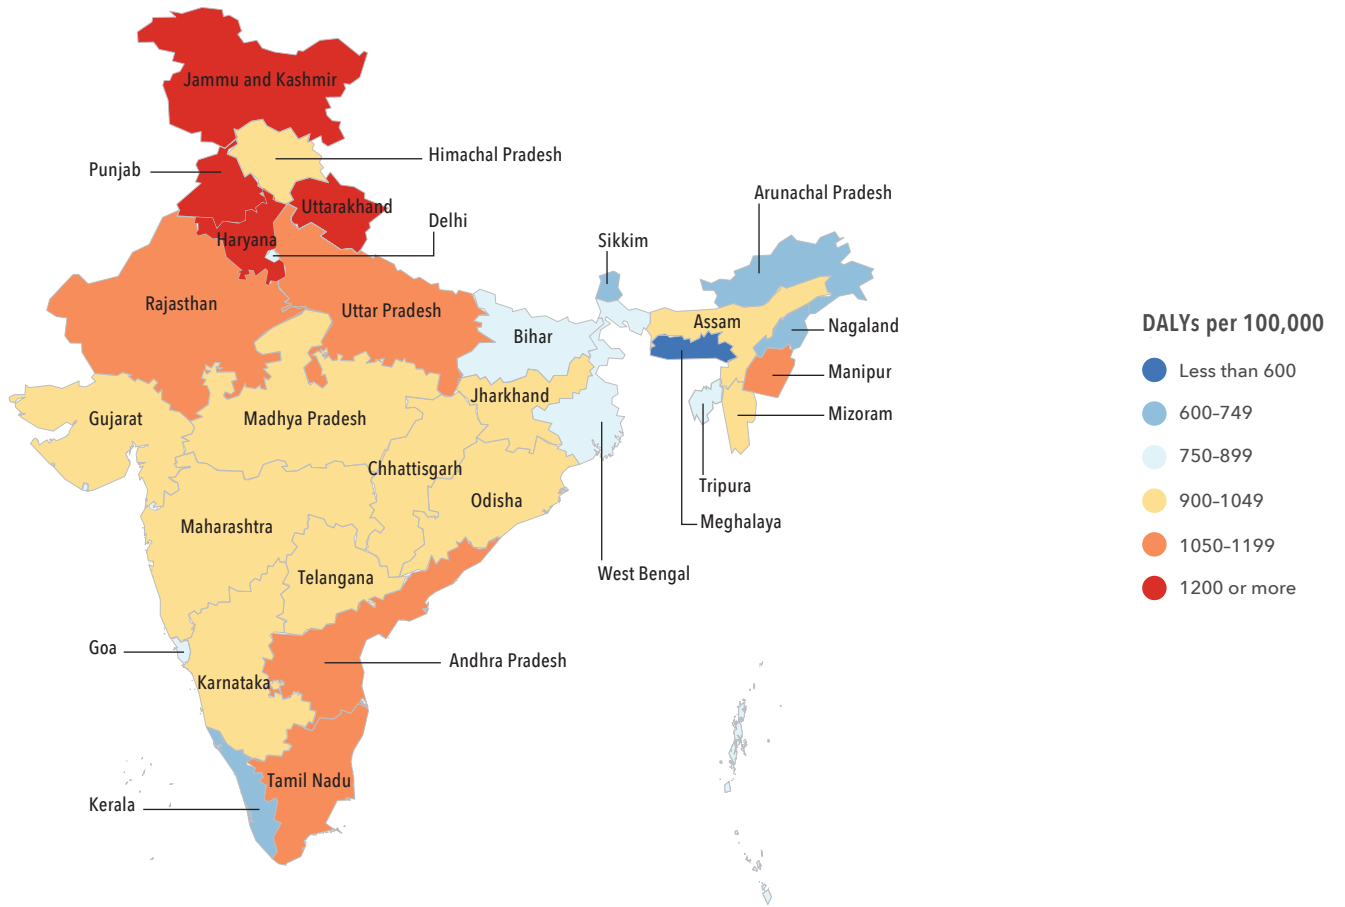 Jammu and Kashmir
Himachal Pradesh
Punjab
Arunachal Pradesh
Uttarakhand
Delhi
Haryana
Sikkim
Rajasthan
Uttar Pradesh
Assam
Nagaland
DALYs per 100,000
Bihar
Less than 600
Manipur
Jharkhand
600–749
Mizoram
Gujarat
Madhya Pradesh
750–899
Chhattisgarh
Tripura
Odisha
900–1049
Meghalaya
Maharashtra
1050–1199
West Bengal
Telangana
1200 or more
Goa
Andhra Pradesh
Karnataka
Tamil Nadu
Kerala